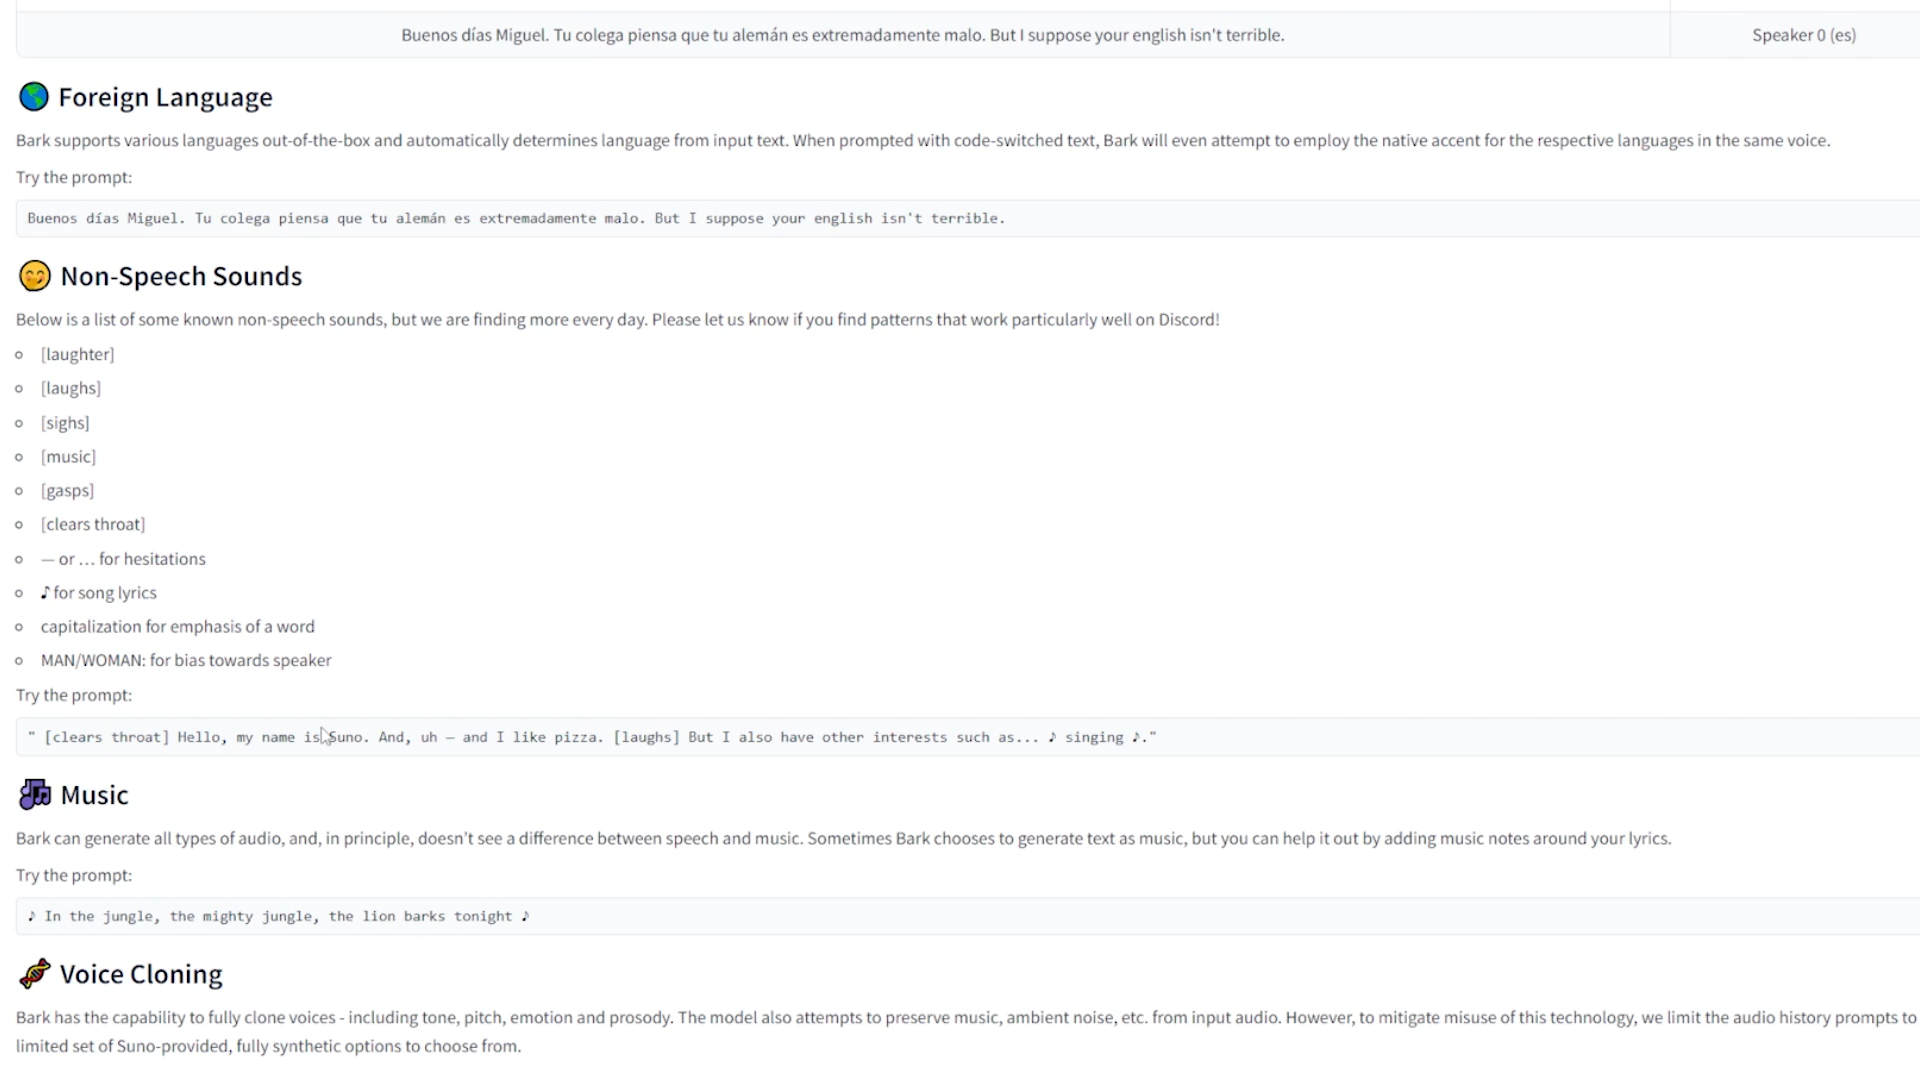 Buenos días Miguel. Tu colega piensa que tu alemán es extremadamente malo. But I suppose your english isn't terrible. Speaker 0 (es)
Foreign Language
Bark supports various languages out-of-the-box and automatically determines language from input text. When prompted with code-switched text, Bark will even attempt to employ the native accent for the respective languages in the same voice.
Try the prompt:
Buenos días Miguel. Tu colega piensa que tu alemán es extremadamente malo. But I suppose your english isn't terrible.
Non-Speech Sounds
Below is a list of some known non-speech sounds, but we are finding more every day. Please let us know if you find patterns that work particularly well on Discord!
[laughter]
[laughs]
[sighs]
[music]
[gasps]
[clears throat]
— or … for hesitations
♪ for song lyrics
capitalization for emphasis of a word
MAN/WOMAN: for bias towards speaker
Try the prompt:
" [clears throat] Hello, my name is Suno. And, uh — and I like pizza. [laughs] But I also have other interests such as... ♪ singing ♪."
Music
Bark can generate all types of audio, and, in principle, doesn’t see a difference between speech and music. Sometimes Bark chooses to generate text as music, but you can help it out by adding music notes around your lyrics.
Try the prompt:
♪ In the jungle, the mighty jungle, the lion barks tonight ♪
Voice Cloning
Bark has the capability to fully clone voices - including tone, pitch, emotion and prosody. The model also attempts to preserve music, ambient noise, etc. from input audio. However, to mitigate misuse of this technology, we limit the audio history prompts to
limited set of Suno-provided, fully synthetic options to choose from.